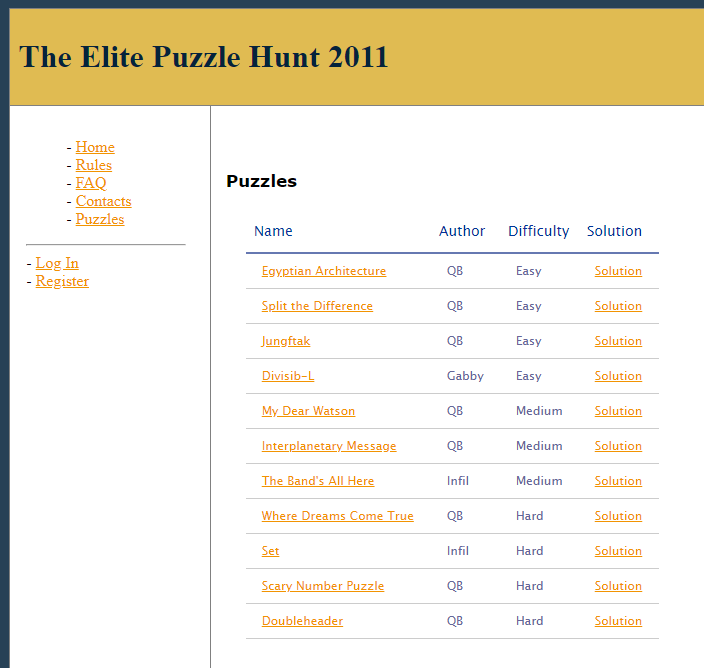 The Elite Puzzle Hunt 2011
- Home
- Rules
- FAQ
- Contacts
- Puzzles
- Log In
- Register
Puzzles
Name Author Difficulty Solution
Egyptian Architecture QB Easy Solution
Split the Difference QB Easy Solution
Jungftak QB Easy Solution
Divisib-L Gabby Easy Solution
My Dear Watson QB Medium Solution
Interplanetary Message QB Medium Solution
The Band's All Here Infil Medium Solution
Where Dreams Come True QB Hard Solution
Set Infil Hard Solution
Scary Number Puzzle QB Hard Solution
Doubleheader QB Hard Solution